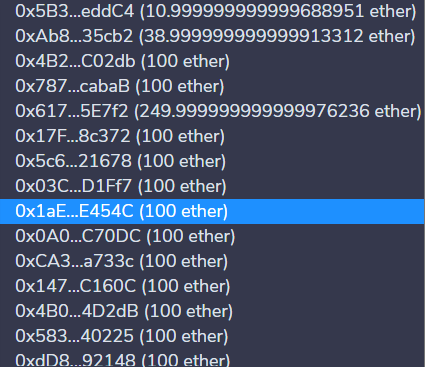 0x5B3...eddC4 (10.999999999999688951 ether)
0xAb8...35cb2 (38.999999999999913312 ether)
0x4B2...C02db (100 ether)
0x787...cabaB (100 ether)
0x617...5E7f2 (249.999999999999976236 ether)
0x17F...8c372 (100 ether)
0x5c6...21678 (100 ether)
0x03C...D1Ff7 (100 ether)
0x1aE...E454C (100 ether)
0x0A0...C70DC (100 ether)
0xCA3...a733c (100 ether)
0x147...C160C (100 ether)
0x4B0...4D2dB (100 ether)
0x583...40225 (100 ether)
0xdD8...92148 (100 ether)